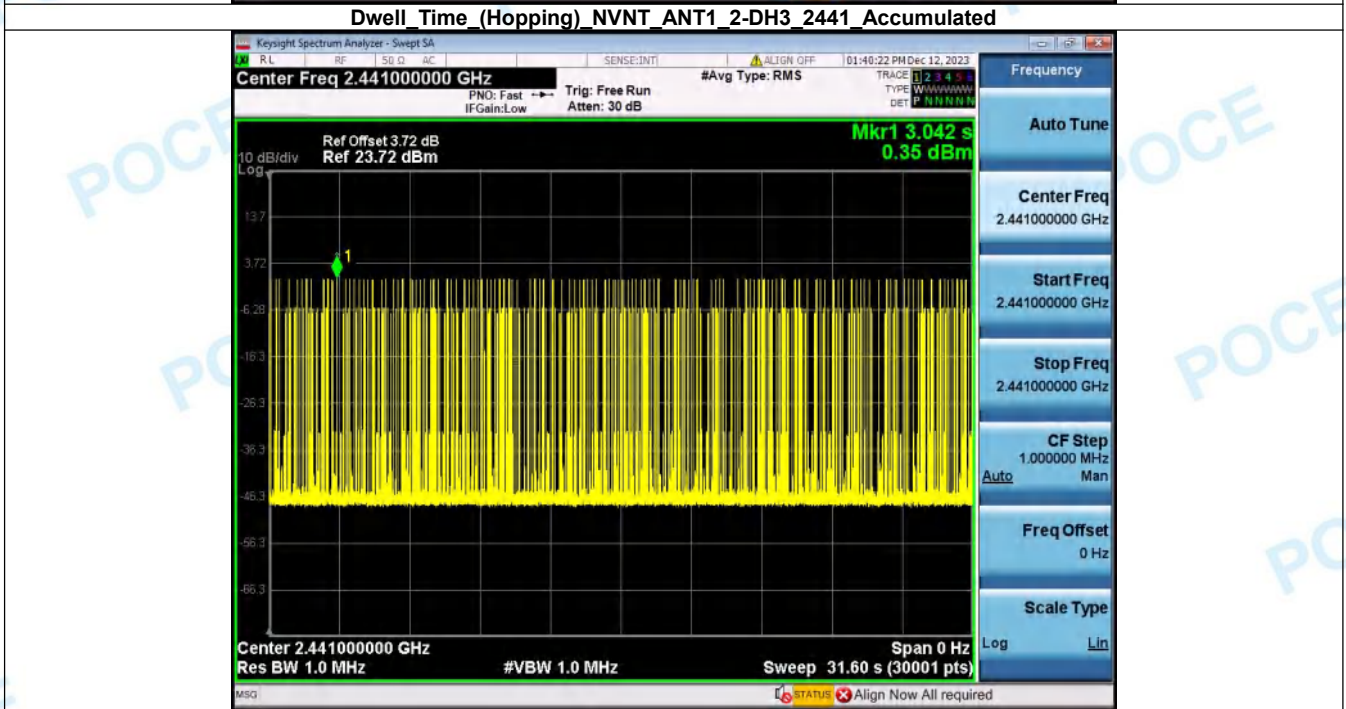 Dwell_Time_(Hopping)_NVNT_ANT1_2-DH3_2441_Accumulated
Keysight Spectrum Analyzer - Swept SA
RL RF 50 Ω AC SENSE:INT ALIGN OFF 01:40:22 PM Dec 12, 2023
Center Freq 2.441000000 GHz #Avg Type: RMS TRACE 1 2 3 4 5 6
PNO: Fast Trig: Free Run TYPE WWWWWW
IFGain:Low Atten: 30 dB DET P N N N N N
Frequency
Mkr1 3.042 s
Ref Offset 3.72 dB
10 dB/div Ref 23.72 dBm 0.35 dBm
Log
13.7
3.72
-6.28
-16.3
-26.3
-36.3
-46.3
-56.3
-66.3
1
Center 2.441000000 GHz Span 0 Hz
Res BW 1.0 MHz #VBW 1.0 MHz Sweep 31.60 s (30001 pts)
MSG STATUS Align Now All required
Auto Tune
Center Freq
2.441000000 GHz
Start Freq
2.441000000 GHz
Stop Freq
2.441000000 GHz
CF Step
1.000000 MHz
Auto Man
Freq Offset
0 Hz
Scale Type
Log Lin
POCE
POCE
POCE
POCE